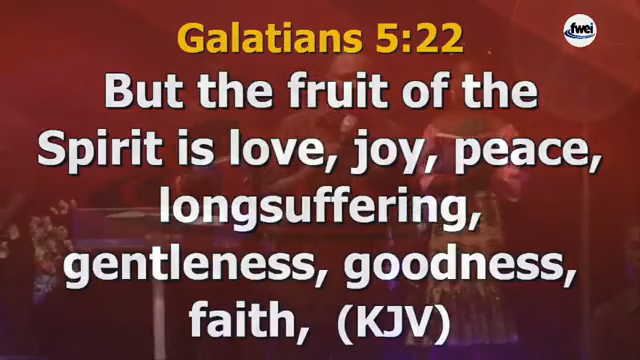 Galatians 5:22
fwei
But the fruit of the
Spirit is love, joy, peace,
longsuffering,
gentleness, goodness,
faith, (KJV)